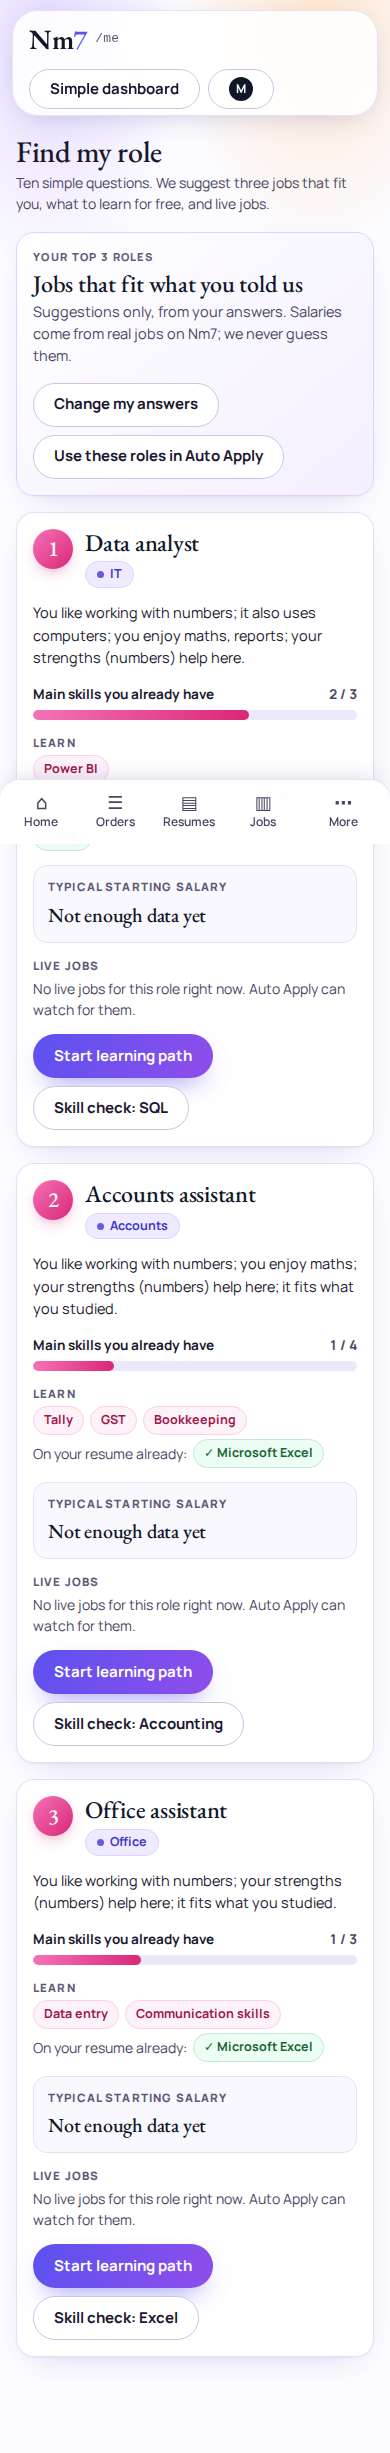 Nm7 /me
Simple dashboard
M
Find my role
Ten simple questions. We suggest three jobs that fit
you, what to learn for free, and live jobs.
YOUR TOP 3 ROLES
Jobs that fit what you told us
Suggestions only, from your answers. Salaries
come from real jobs on Nm7; we never guess
them.
Change my answers
Use these roles in Auto Apply
1
Data analyst
IT
You like working with numbers; it also uses
computers; you enjoy maths, reports; your
strengths (numbers) help here.
Main skills you already have 2 / 3
LEARN
Power BI
Home Orders Resumes Jobs More
TYPICAL STARTING SALARY
Not enough data yet
LIVE JOBS
No live jobs for this role right now. Auto Apply can
watch for them.
Start learning path
Skill check: SQL
2
Accounts assistant
Accounts
You like working with numbers; you enjoy maths;
your strengths (numbers) help here; it fits what
you studied.
Main skills you already have 1 / 4
LEARN
Tally GST Bookkeeping
On your resume already: ✓ Microsoft Excel
TYPICAL STARTING SALARY
Not enough data yet
LIVE JOBS
No live jobs for this role right now. Auto Apply can
watch for them.
Start learning path
Skill check: Accounting
3
Office assistant
Office
You like working with numbers; your strengths
(numbers) help here; it fits what you studied.
Main skills you already have 1 / 3
LEARN
Data entry Communication skills
On your resume already: ✓ Microsoft Excel
TYPICAL STARTING SALARY
Not enough data yet
LIVE JOBS
No live jobs for this role right now. Auto Apply can
watch for them.
Start learning path
Skill check: Excel